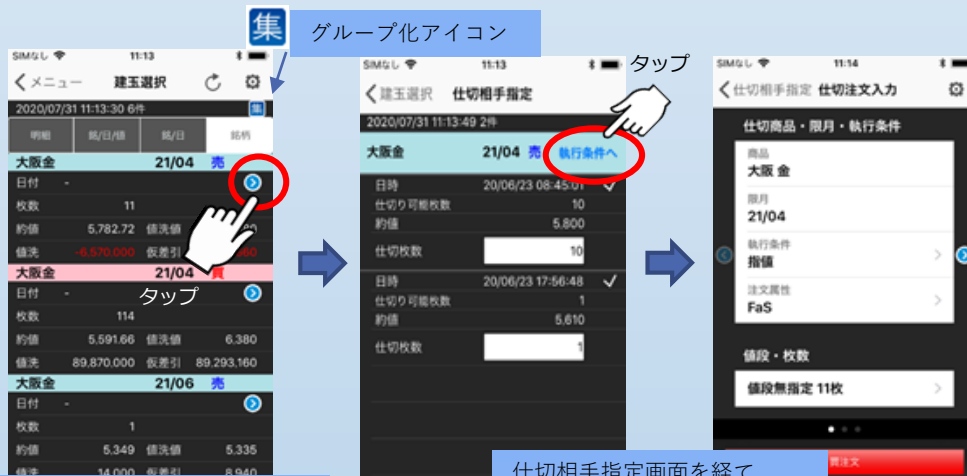 集
グループ化アイコン
SIMなし
11:13
メニュー
建玉選択
2020/07/31 11:13:30 6件
集
明細
銘/日/値
銘/日
銘柄
大阪金
21/04
売
日付
-
枚数
11
約値
5,782.72
値洗値
値洗
-6,570,000
仮差引
大阪金
21/04
買
日付
-
タップ
枚数
114
約値
5,591.66
値洗値
6,380
値洗
89,870,000
仮差引
89,293,160
大阪金
21/06
売
日付
-
枚数
1
約値
5,349
値洗値
5,335
値洗
14,000
仮差引
8,940
SIMなし
11:13
タップ
建玉選択
仕切相手指定
2020/07/31 11:13:49 2件
大阪金
21/04
売
執行条件へ
日時
20/06/23 08:45:01
仕切り可能枚数
10
約値
5,800
仕切枚数
10
日時
20/06/23 17:56:48
仕切り可能枚数
1
約値
5,610
仕切枚数
1
仕切相手指定画面を経て
SIMなし
11:14
仕切相手指定
仕切注文入力
仕切商品・限月・執行条件
商品
大阪 金
限月
21/04
執行条件
指値
注文属性
FaS
値段・枚数
値段無指定 11枚
買注文